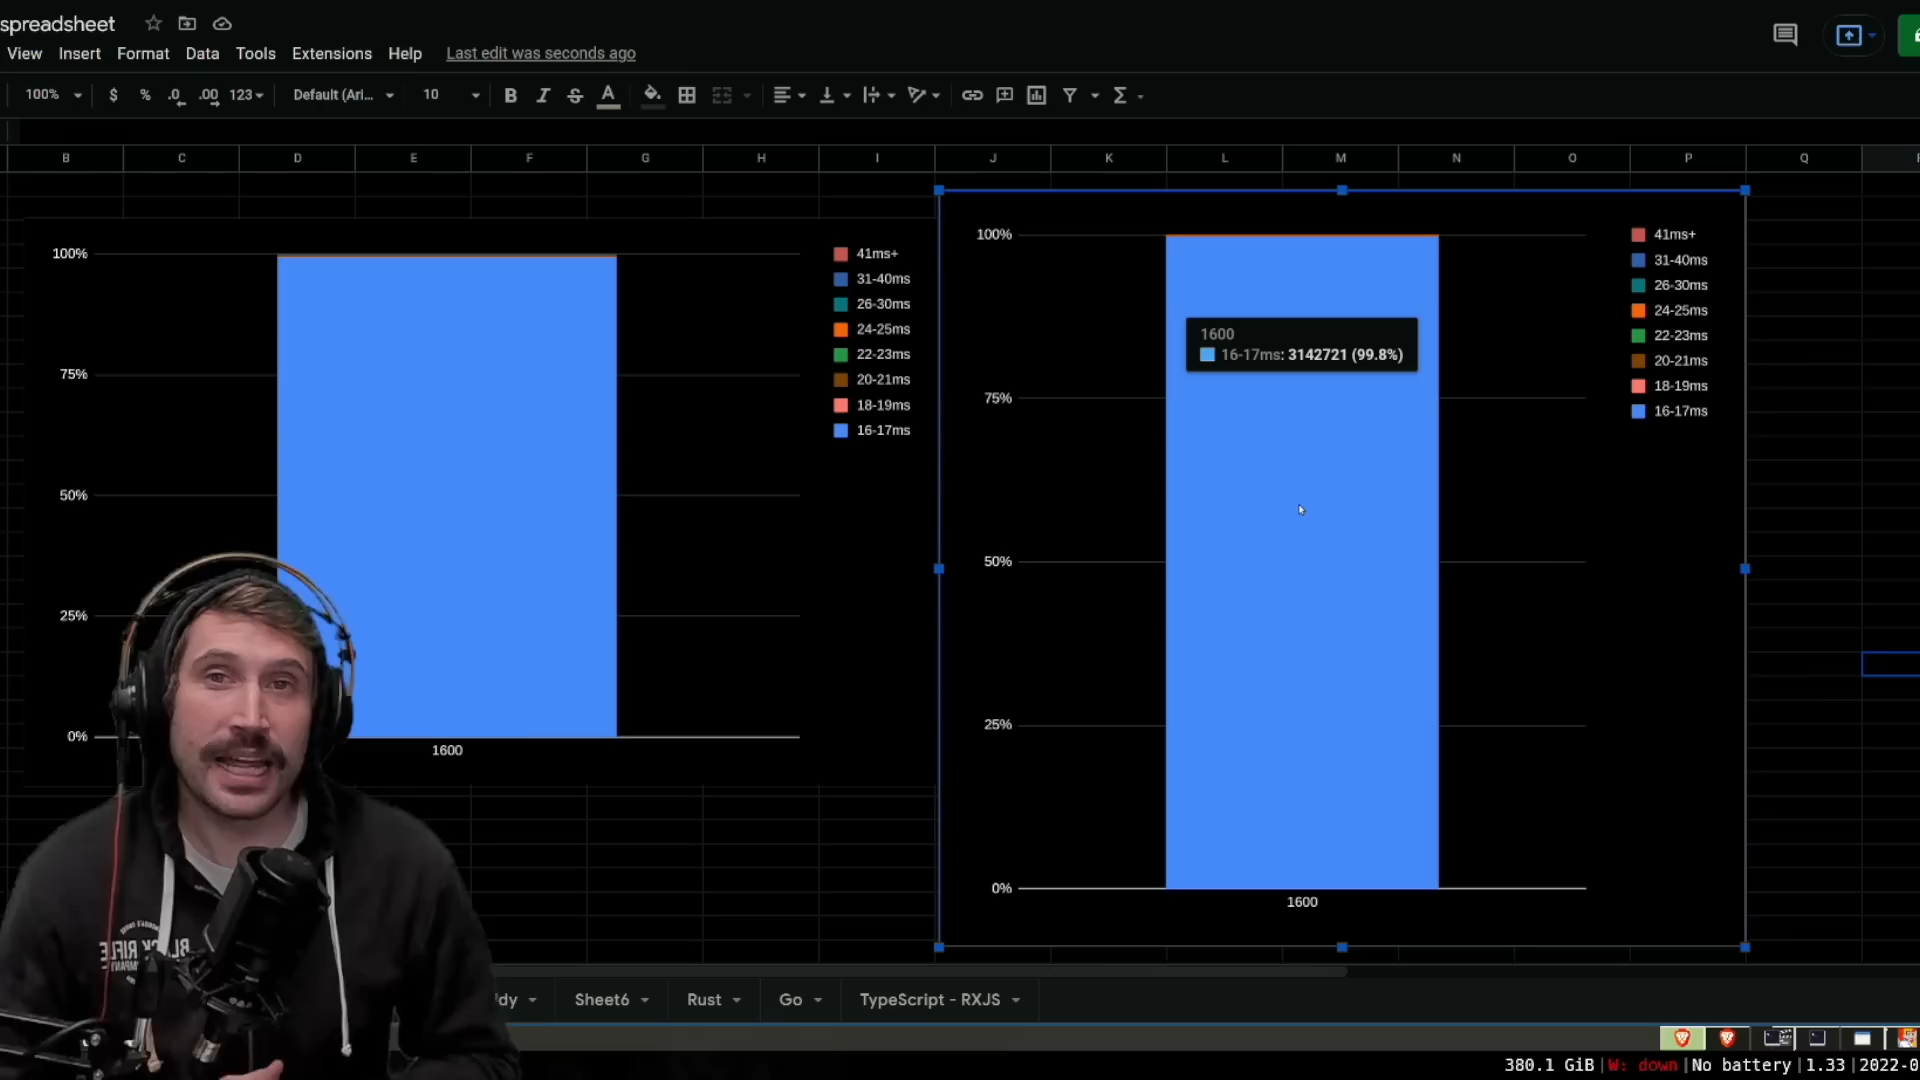 spreadsheet
View Insert Format Data Tools Extensions Help Last edit was seconds ago
100% $ % .0 .00 123 Default (Ari... 10 B I S A Σ
B C D E F G H I J K L M N O P Q
100%
75%
50%
25%
0%
1600
41ms+
31-40ms
26-30ms
24-25ms
22-23ms
20-21ms
18-19ms
16-17ms
100%
75%
50%
25%
0%
1600
1600
16-17ms: 3142721 (99.8%)
41ms+
31-40ms
26-30ms
24-25ms
22-23ms
20-21ms
18-19ms
16-17ms
dy Sheet6 Rust Go TypeScript - RXJS
380.1 GiB|W: down|No battery|1.33|2022-0